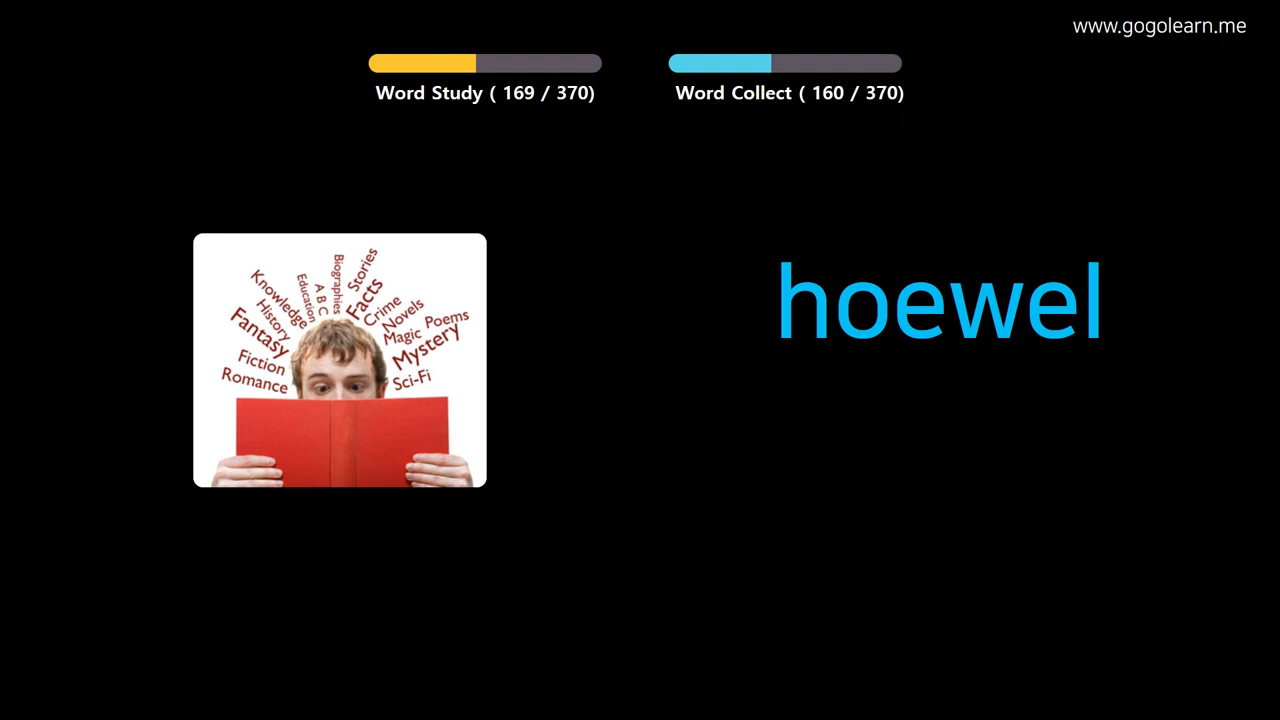 www.gogolearn.me
Word Study ( 169 / 370)
Word Collect ( 160 / 370)
hoewel
Knowledge
History
Fantasy
Fiction
Romance
Education
A B C
Biographies
Stories
Facts
Crime
Novels
Magic
Poems
Mystery
Sci-Fi